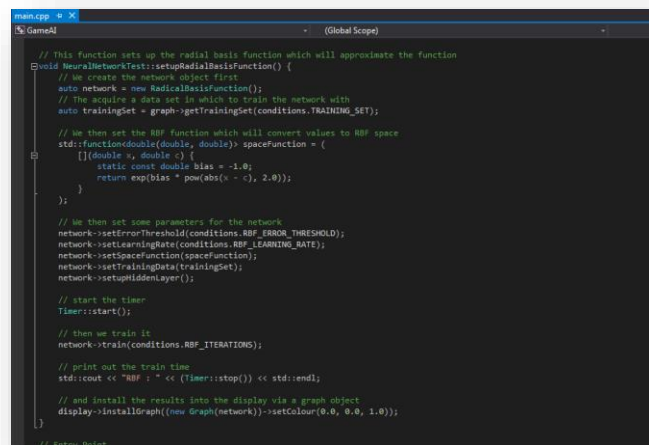 main.cpp
GameAI
(Global Scope)
// This function sets up the radial basis function which will approximate the function
void NeuralNetworkTest::setupRadialBasisFunction() {
// We create the network object first
auto network = new RadicalBasisFunction();
// The acquire a data set in which to train the network with
auto trainingSet = graph->getTrainingSet(conditions.TRAINING_SET);
// We then set the RBF function which will convert values to RBF space
std::function<double(double, double)> spaceFunction = (
[](double x, double c) {
static const double bias = -1.0;
return exp(bias * pow(abs(x - c), 2.0));
}
);
// We then set some parameters for the network
network->setErrorThreshold(conditions.RBF_ERROR_THRESHOLD);
network->setLearningRate(conditions.RBF_LEARNING_RATE);
network->setSpaceFunction(spaceFunction);
network->setTrainingData(trainingSet);
network->setupHiddenLayer();
// start the timer
Timer::start();
// then we train it
network->train(conditions.RBF_ITERATIONS);
// print out the train time
std::cout << "RBF : " << (Timer::stop()) << std::endl;
// and install the results into the display via a graph object
display->installGraph((new Graph(network))->setColour(0.0, 0.0, 1.0));
}
// Entry Point